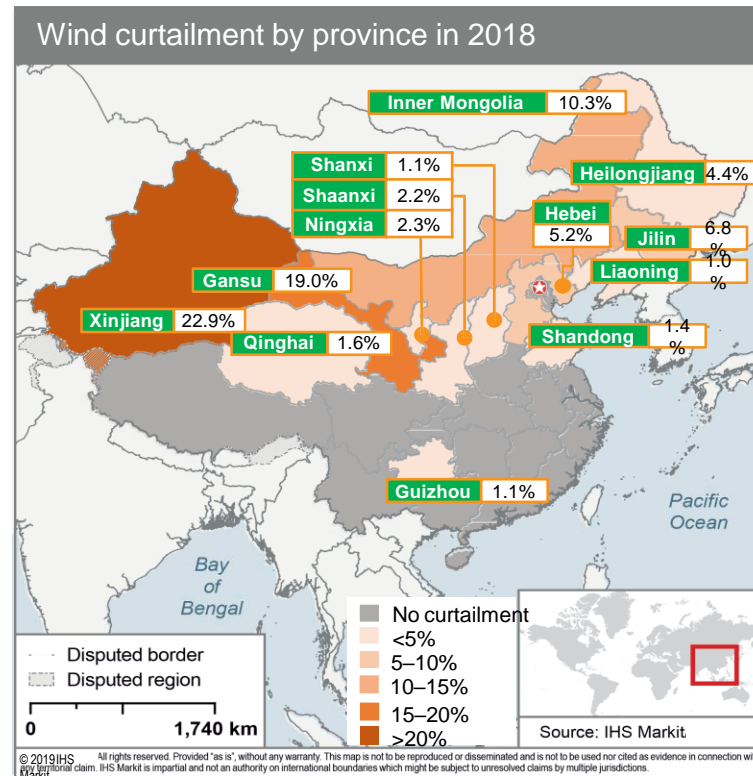 Wind curtailment by province in 2018
Inner Mongolia 10.3%
Shanxi 1.1%
Shaanxi 2.2%
Ningxia 2.3%
Heilongjiang 4.4%
Hebei
5.2%
Jilin 6.8
%
Liaoning 1.0
%
Gansu 19.0%
Xinjiang 22.9%
Qinghai 1.6%
Shandong 1.4
%
Guizhou 1.1%
Pacific
Ocean
Bay
of
Bengal
No curtailment
<5%
5–10%
10–15%
15–20%
>20%
Disputed border
Disputed region
0 1,740 km
Source: IHS Markit
© 2019 IHS
Markit
All rights reserved. Provided “as is”, without any warranty. This map is not to be reproduced or disseminated and is not to be used nor cited as evidence in connection wi
any territorial claim. IHS Markit is impartial and not an authority on international boundaries which might be subject to unresolved claims by multiple jurisdictions.